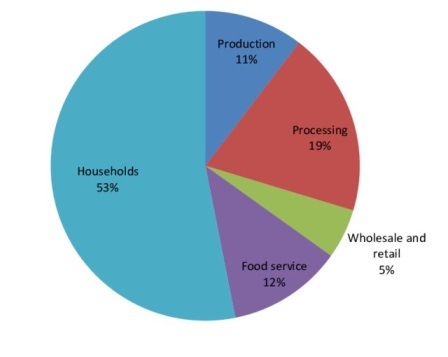 Production
11%
Processing
19%
Households
53%
Wholesale and
retail
5%
Food service
12%